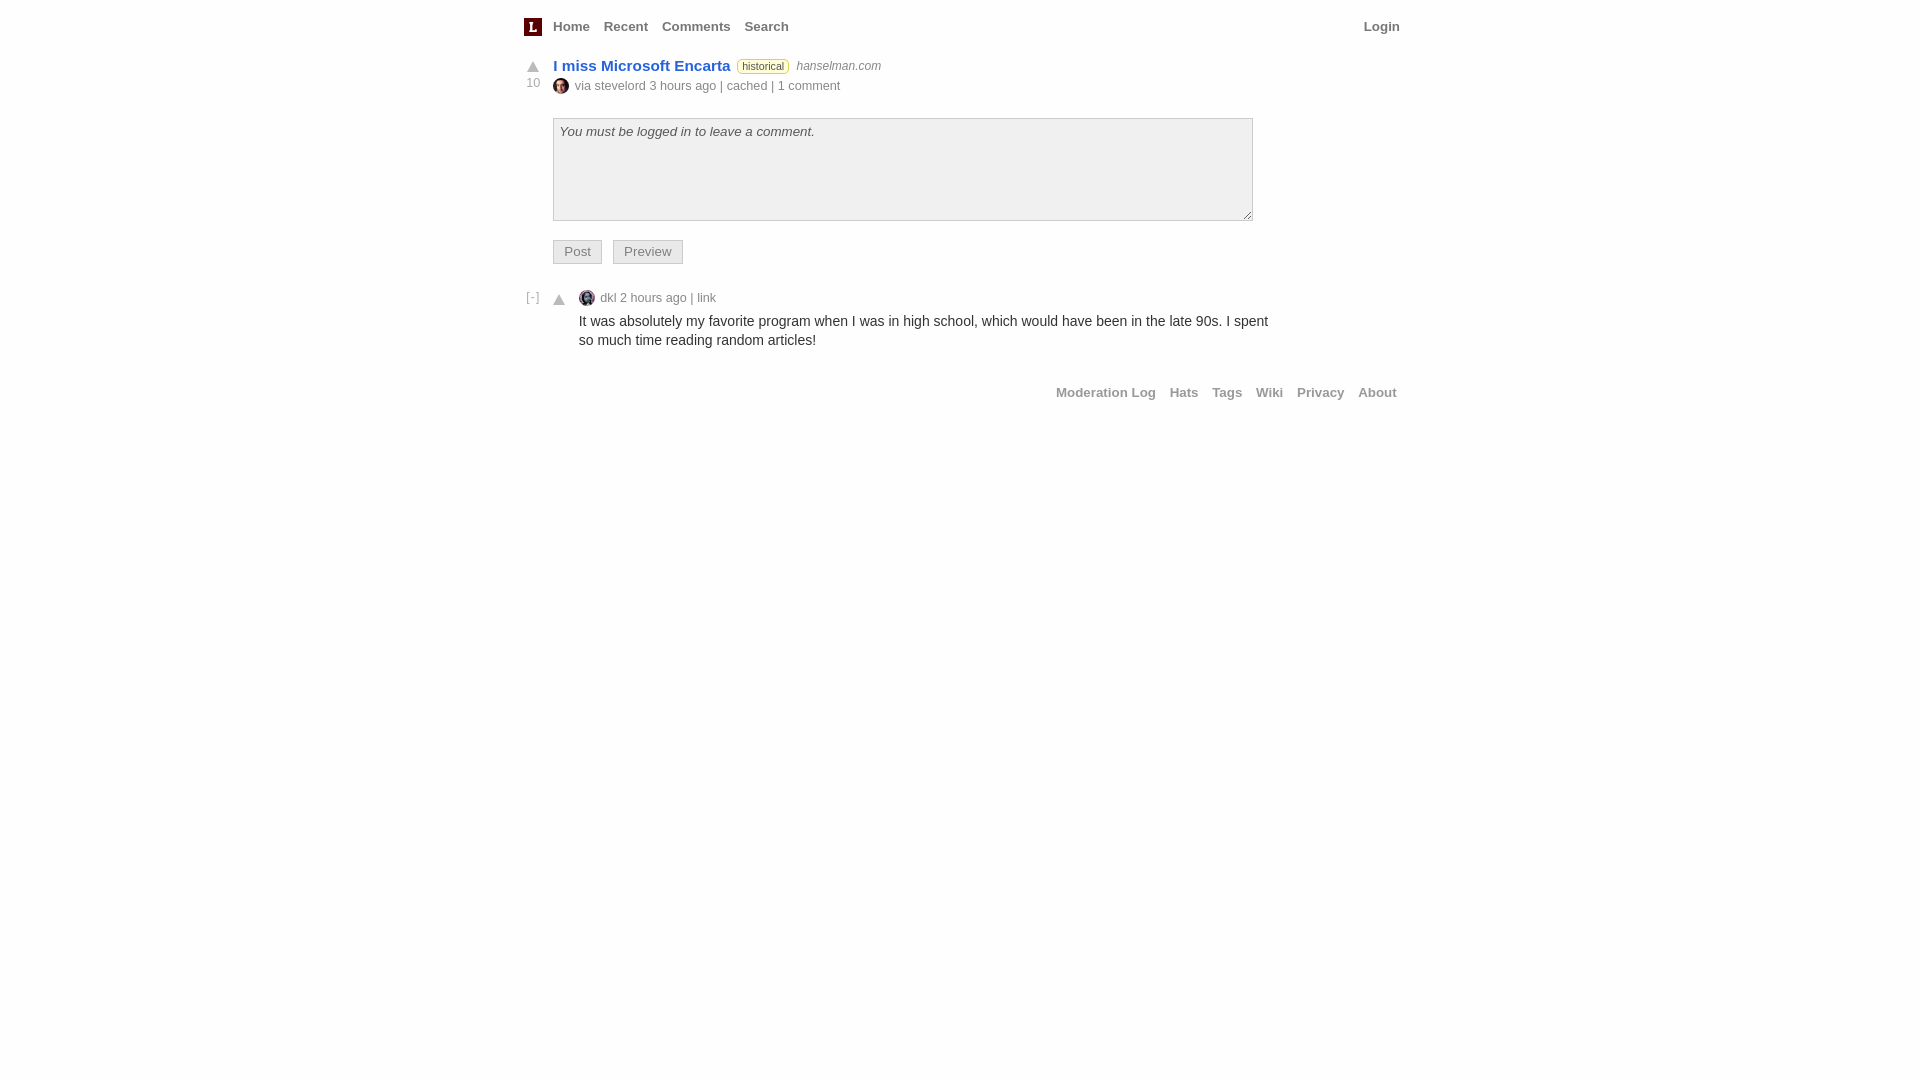 L Home Recent Comments Search Login
I miss Microsoft Encarta historical hanselman.com
10
via stevelord 3 hours ago | cached | 1 comment
You must be logged in to leave a comment.
Post Preview
[-] dkl 2 hours ago | link
It was absolutely my favorite program when I was in high school, which would have been in the late 90s. I spent
so much time reading random articles!
Moderation Log Hats Tags Wiki Privacy About